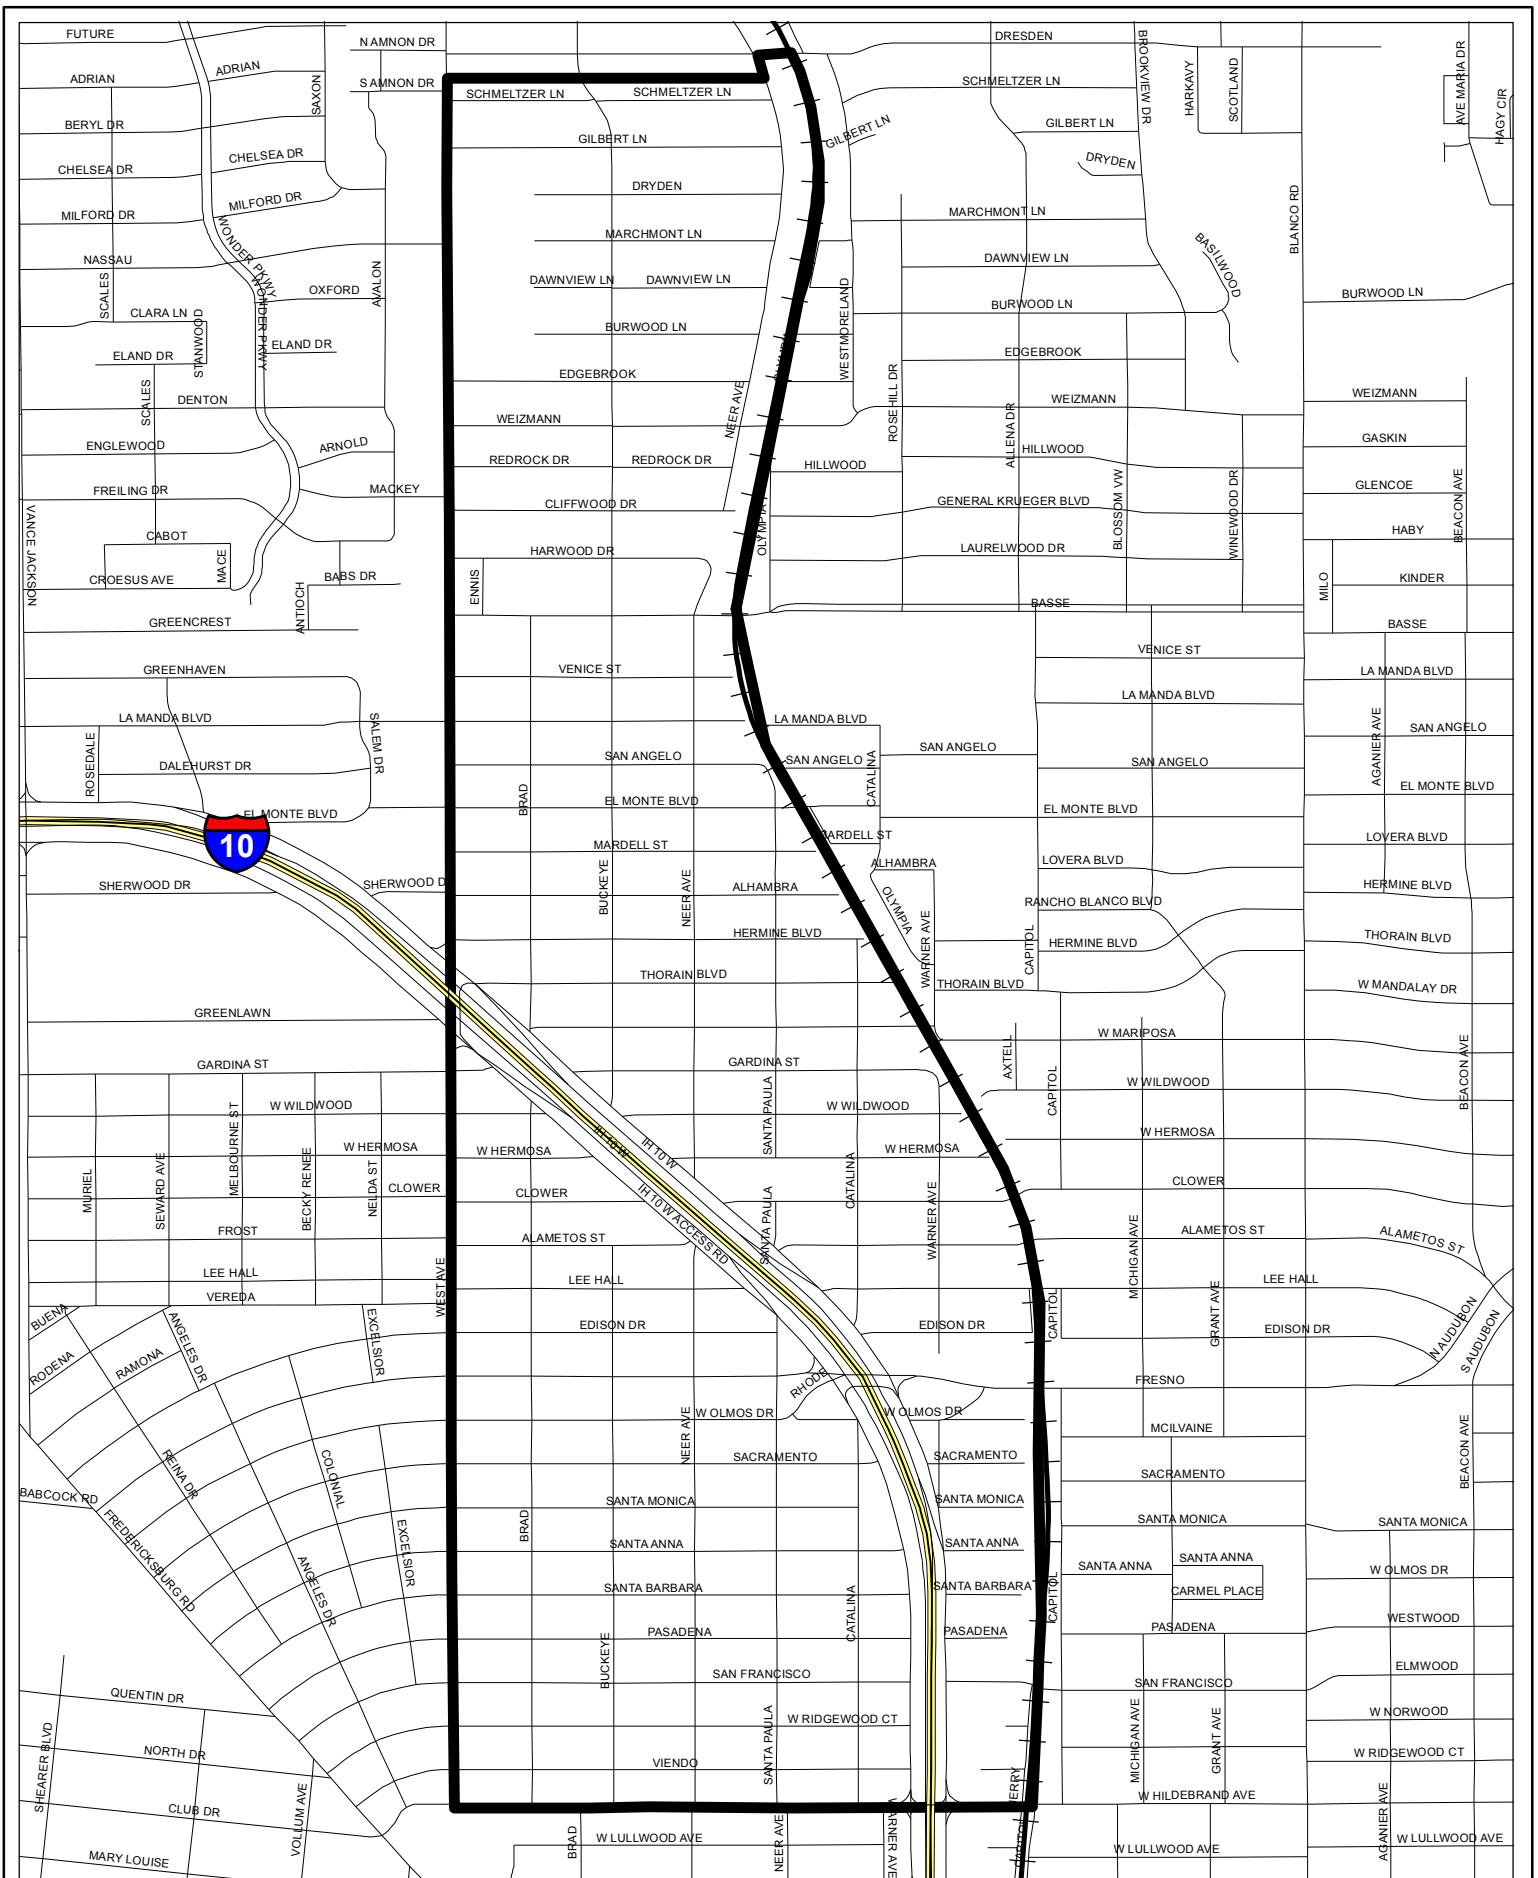 FUTURE
N AMNON DR
DRESDEN
BROOKVIEW DR
HARKAVY
SCOTLAND
AVE MARIA DR
HAGY CIR
ADRIAN
ADRIAN
SAXON
S AMNON DR
SCHMELTZER LN
SCHMELTZER LN
SCHMELTZER LN
BERYL DR
GILBERT LN
GILBERT LN
GILBERT LN
CHELSEA DR
CHELSEA DR
DRYDEN
DRYDEN
MILFORD DR
MILFORD DR
MARCHMONT LN
MARCHMONT LN
BLANCO RD
WONDER PKWY
WONDER PKWY
NASSAU
SCALES
OXFORD
AVALON
DAWNVIEW LN
DAWNVIEW LN
DAWNVIEW LN
BASILWOOD
BURWOOD LN
CLARA LN
STANWOOD
ELAND DR
ELAND DR
BURWOOD LN
BURWOOD LN
WESTMORELAND
EDGEBROOK
EDGEBROOK
SCALES
DENTON
WEIZMANN
WEIZMANN
WEIZMANN
NEER AVE
ROSEHILL DR
ALLENA DR
ENGLEWOOD
ARNOLD
REDROCK DR
REDROCK DR
HILLWOOD
HILLWOOD
GASKIN
FREILING DR
MACKEY
CLIFFWOOD DR
GENERAL KRUEGER BLVD
BLOSSOM VW
WINEWOOD DR
GLENCOE
BEACON AVE
VANCE JACKSON
CABOT
MACE
OLYMPIA
HARWOOD DR
LAURELWOOD DR
HABY
CROESUS AVE
BABS DR
ANTIOCH
ENNIS
MILO
KINDER
GREENCREST
BASSE
BASSE
GREENHAVEN
VENICE ST
VENICE ST
LA MANDA BLVD
LA MANDA BLVD
SALEM DR
LA MANDA BLVD
LA MANDA BLVD
AGANIER AVE
SAN ANGELO
ROSEDALE
DALEHURST DR
SAN ANGELO
SAN ANGELO
CATALINA
SAN ANGELO
SAN ANGELO
EL MONTE BLVD
BRAD
EL MONTE BLVD
EL MONTE BLVD
EL MONTE BLVD
10
MARDELL ST
MARDELL ST
LOVERA BLVD
LOVERA BLVD
SHERWOOD DR
SHERWOOD D
BUCKEYE
NEER AVE
ALHAMBRA
ALHAMBRA
OLYMPIA
WARNER AVE
RANCHO BLANCO BLVD
HERMINE BLVD
HERMINE BLVD
CAPITOL
HERMINE BLVD
THORAIN BLVD
THORAIN BLVD
THORAIN BLVD
W MANDALAY DR
GREENLAWN
AXTELL
W MARIPOSA
BEACON AVE
GARDINA ST
GARDINA ST
SANTA PAULA
CAPITOL
W WILDWOOD
W WILDWOOD
W WILDWOOD
MURIEL
SEWARD AVE
MELBOURNE ST
BECKY RENEE
NELDA ST
W HERMOSA
W HERMOSA
IH 10 W
IH 10 W
W HERMOSA
W HERMOSA
CATALINA
CLOWER
CLOWER
IH 10 W ACCESS RD
SANTA PAULA
WARNER AVE
CLOWER
FROST
ALAMETOS ST
MICHIGAN AVE
ALAMETOS ST
ALAMETOS ST
LEE HALL
WEST AVE
LEE HALL
CAPITOL
GRANT AVE
LEE HALL
VEREDA
BUENA
ANGELES DR
EXCELSIOR
EDISON DR
EDISON DR
EDISON DR
N AUDUBON
S AUDUBON
RODENA
RAMONA
RHODE
FRESNO
W OLMOS DR
W OLMOS DR
NEER AVE
MCILVAINE
BEACON AVE
REINA DR
COLONIAL
SACRAMENTO
SACRAMENTO
SACRAMENTO
BABCOCK RD
FREDERICKSBURG RD
EXCELSIOR
BRAD
SANTA MONICA
SANTA MONICA
SANTA MONICA
SANTA MONICA
ANGELES DR
SANTA ANNA
SANTA ANNA
SANTA ANNA
SANTA ANNA
W OLMOS DR
SANTA BARBARA
CATALINA
SANTA BARBARA
CAPITOL
CARMEL PLACE
BUCKEYE
PASADENA
PASADENA
PASADENA
WESTWOOD
SAN FRANCISCO
SAN FRANCISCO
ELMWOOD
QUENTIN DR
SANTA PAULA
W RIDGEWOOD CT
MICHIGAN AVE
GRANT AVE
W NORWOOD
SHEARER BLVD
NORTH DR
VIENDO
W RIDGEWOOD CT
VOLLUM AVE
W HILDEBRAND AVE
CLUB DR
BRAD
W LULLWOOD AVE
NEER AVE
WARNER AVE
W LULLWOOD AVE
AGANIER AVE
W LULLWOOD AVE
MARY LOUISE